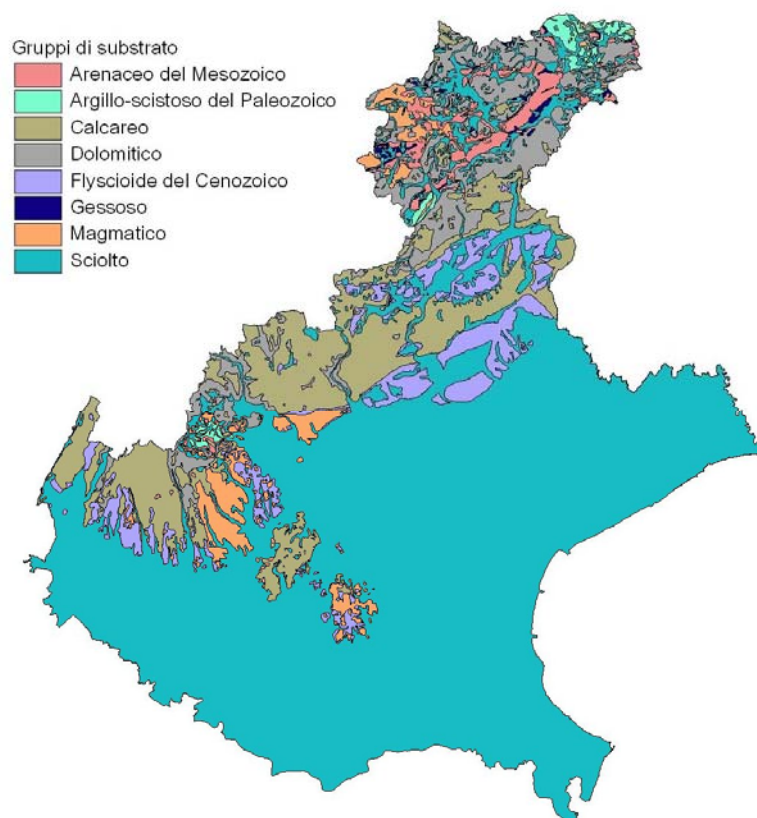 Gruppi di substrato
Arenaceo del Mesozoico
Argillo-scistoso del Paleozoico
Calcareo
Dolomitico
Flyscioide del Cenozoico
Gessoso
Magmatico
Sciolto